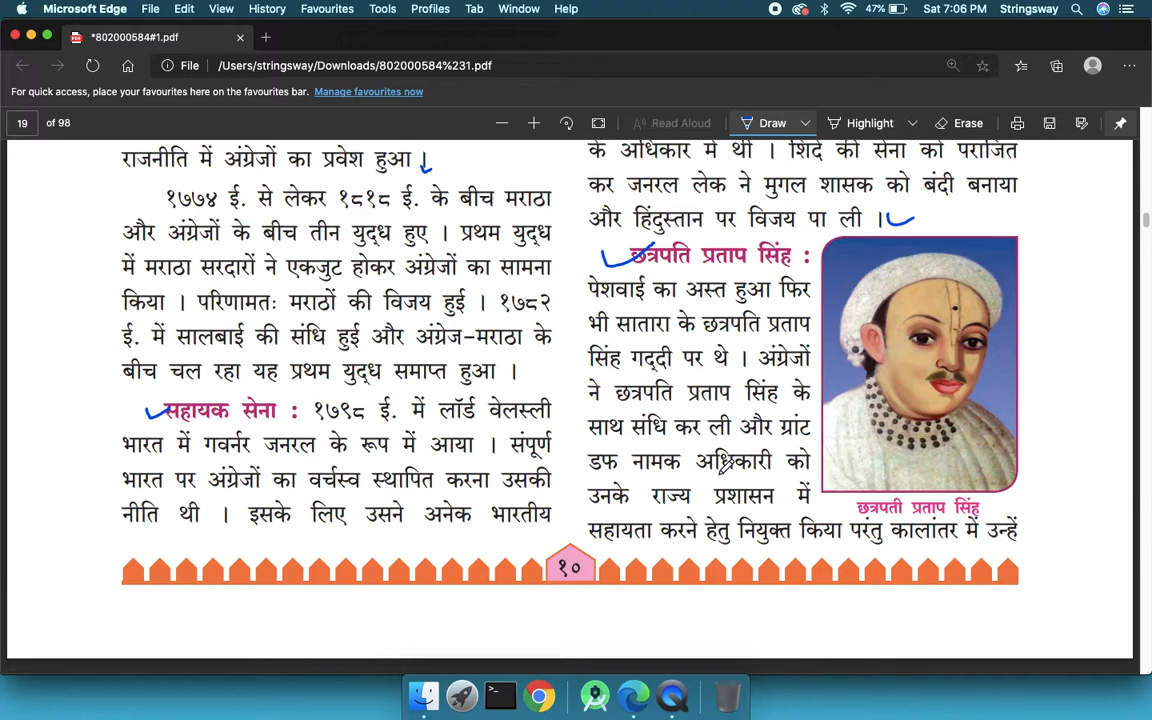 Microsoft Edge File Edit View History Favourites Tools Profiles Tab Window Help 47% Sat 7:06 PM Stringsway
*802000584#1.pdf
File /Users/stringsway/Downloads/802000584%231.pdf
For quick access, place your favourites here on the favourites bar. Manage favourites now
19 of 98 Read Aloud Draw Highlight Erase
राजनीति में अंग्रेजों का प्रवेश हुआ ।
१७७४ ई. से लेकर १८१८ ई. के बीच मराठा
और अंग्रेजों के बीच तीन युद्ध हुए । प्रथम युद्ध
में मराठा सरदारों ने एकजुट होकर अंग्रेजों का सामना
किया । परिणामतः मराठों की विजय हुई । १७८२
ई. में सालबाई की संधि हुई और अंग्रेज-मराठा के
बीच चल रहा यह प्रथम युद्ध समाप्त हुआ ।
सहायक सेना : १७९८ ई. में लॉर्ड वेलस्ली
भारत में गवर्नर जनरल के रूप में आया । संपूर्ण
भारत पर अंग्रेजों का वर्चस्व स्थापित करना उसकी
नीति थी । इसके लिए उसने अनेक भारतीय
के अधिकार में थी । शिंदे की सेना को पराजित
कर जनरल लेक ने मुगल शासक को बंदी बनाया
और हिंदुस्तान पर विजय पा ली ।
छत्रपति प्रताप सिंह :
पेशवाई का अस्त हुआ फिर
भी सातारा के छत्रपति प्रताप
सिंह गद्दी पर थे । अंग्रेजों
ने छत्रपति प्रताप सिंह के
साथ संधि कर ली और ग्रांट
डफ नामक अधिकारी को
उनके राज्य प्रशासन में
सहायता करने हेतु नियुक्त किया परंतु कालांतर में उन्हें
छत्रपती प्रताप सिंह
१०